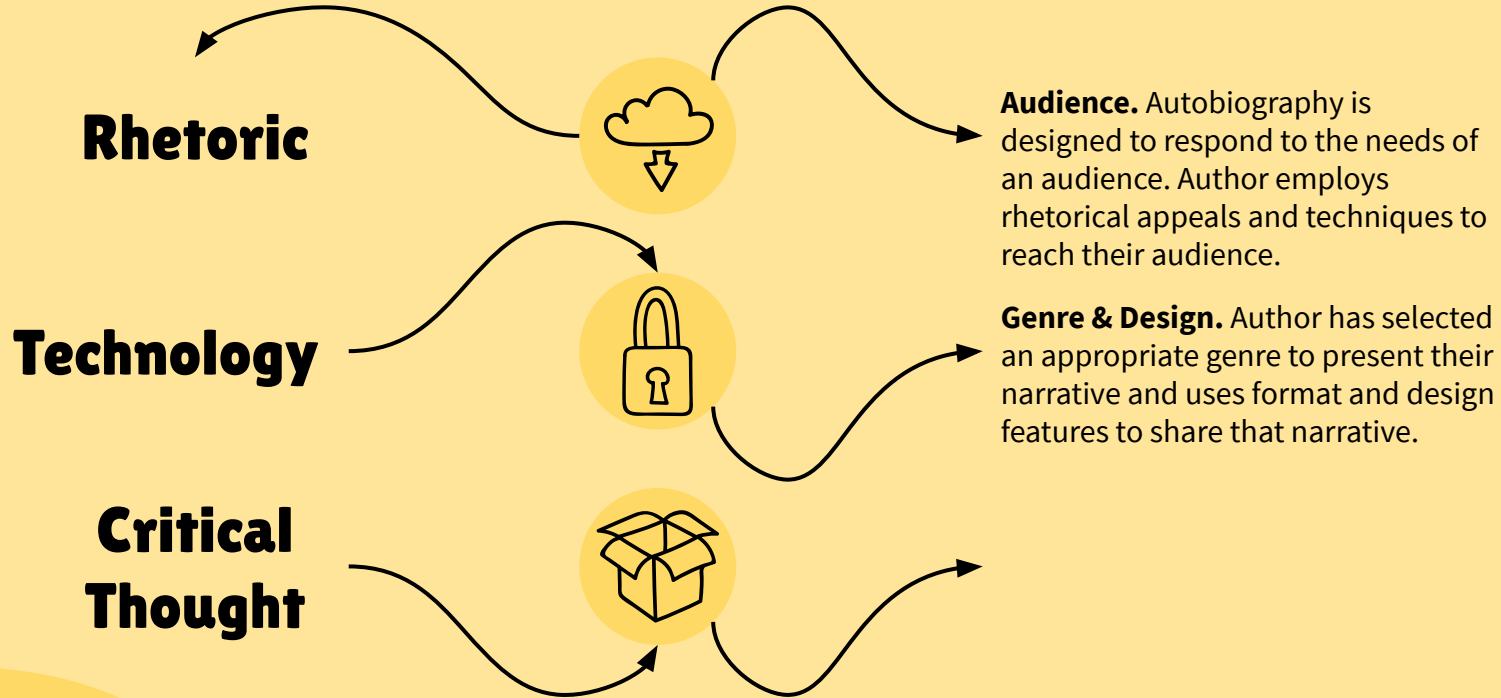 Rhetoric
Audience. Autobiography is
designed to respond to the needs of
an audience. Author employs
rhetorical appeals and techniques to
reach their audience.
Technology
Genre & Design. Author has selected
an appropriate genre to present their
narrative and uses format and design
features to share that narrative.
Critical
Thought